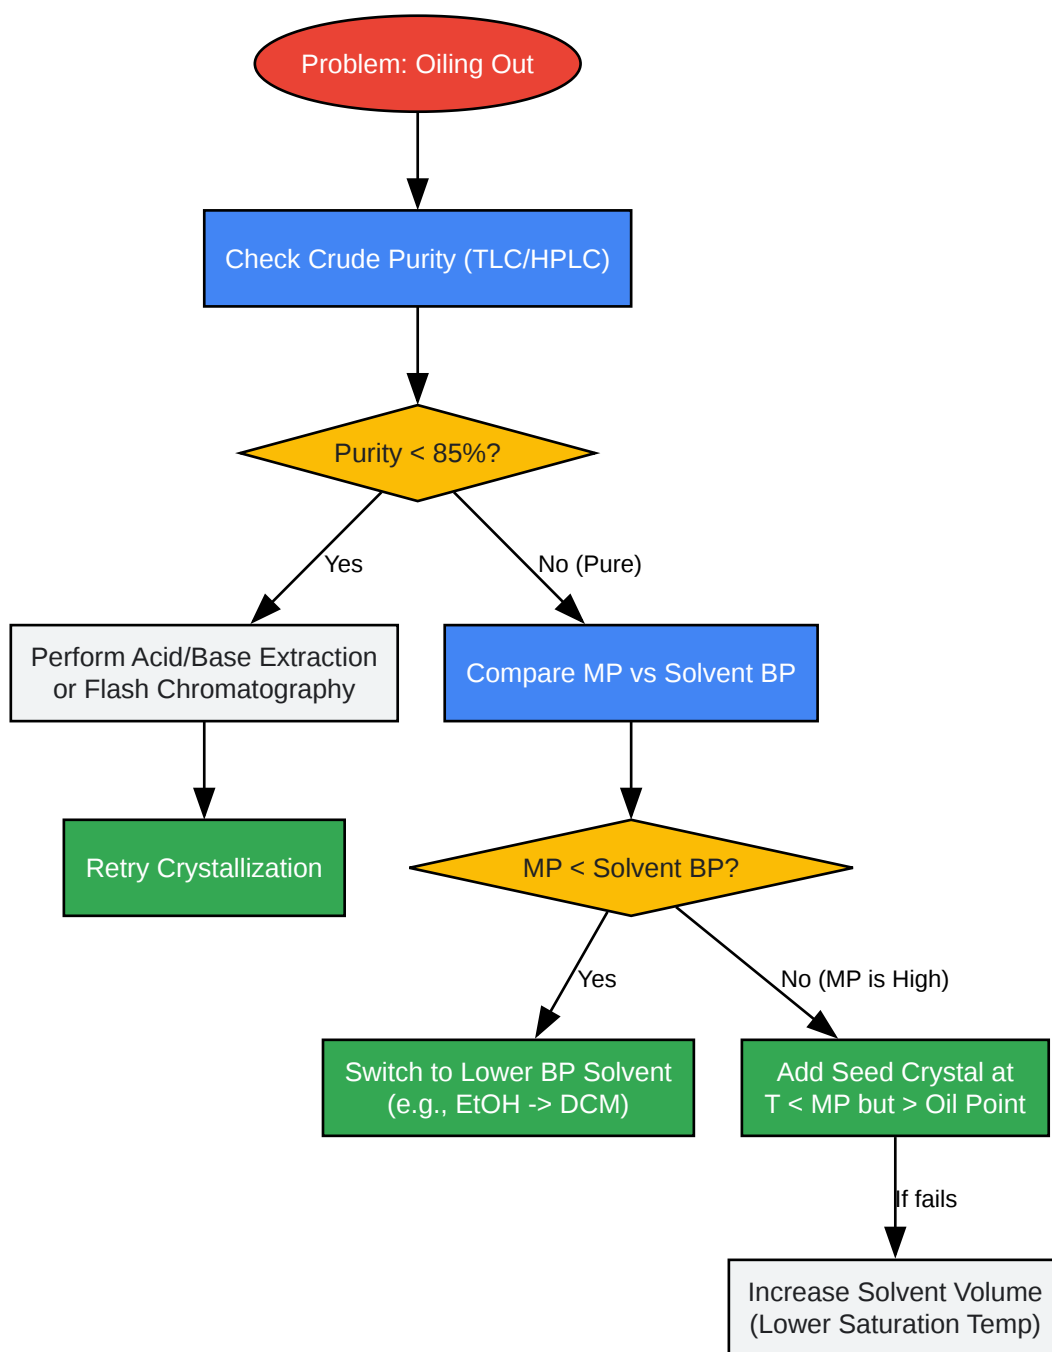 Problem: Oiling Out
Check Crude Purity (TLC/HPLC)
Purity < 85%?
Yes
No (Pure)
Perform Acid/Base Extraction
or Flash Chromatography
Compare MP vs Solvent BP
Retry Crystallization
MP < Solvent BP?
Yes
No (MP is High)
Switch to Lower BP Solvent
(e.g., EtOH -> DCM)
Add Seed Crystal at
T < MP but > Oil Point
If fails
Increase Solvent Volume
(Lower Saturation Temp)